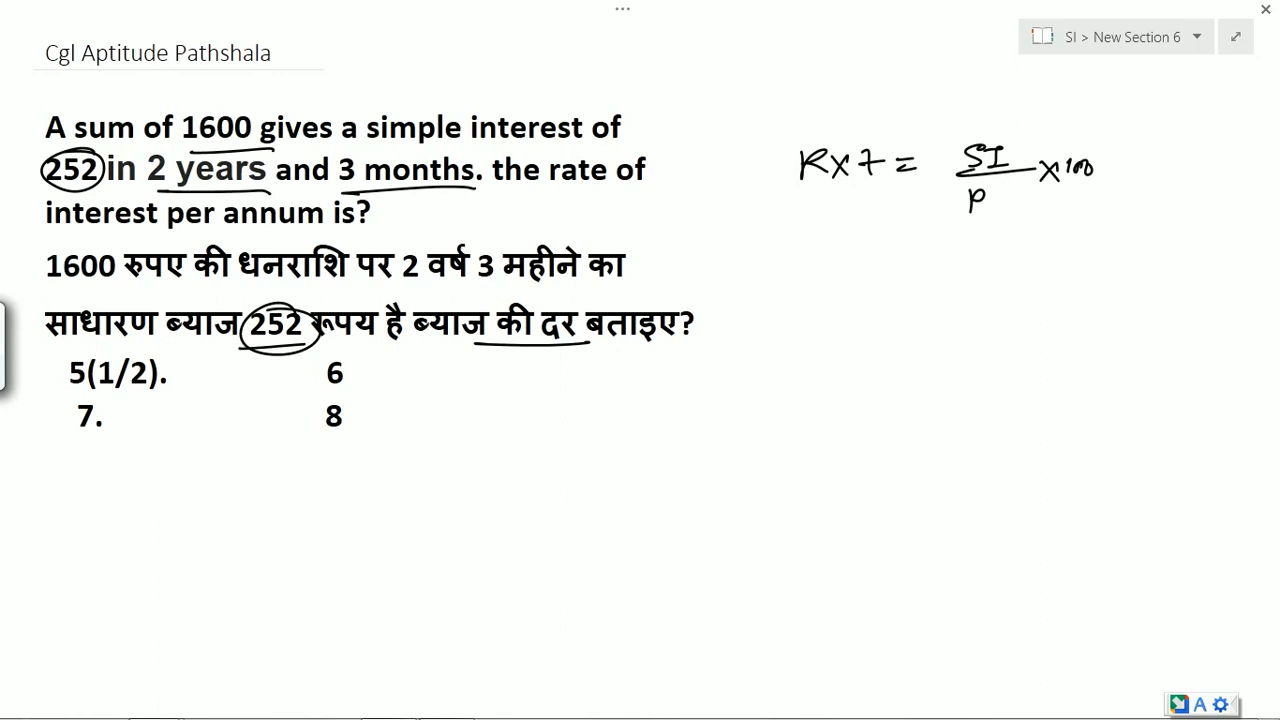 Cgl Aptitude Pathshala
SI > New Section 6
A sum of 1600 gives a simple interest of
252 in 2 years and 3 months. the rate of
interest per annum is?
1600 रुपए की धनराशि पर 2 वर्ष 3 महीने का
साधारण ब्याज 252 रूपय है ब्याज की दर बताइए?
5(1/2). 6
7. 8
R×T = SI/P ×100
A